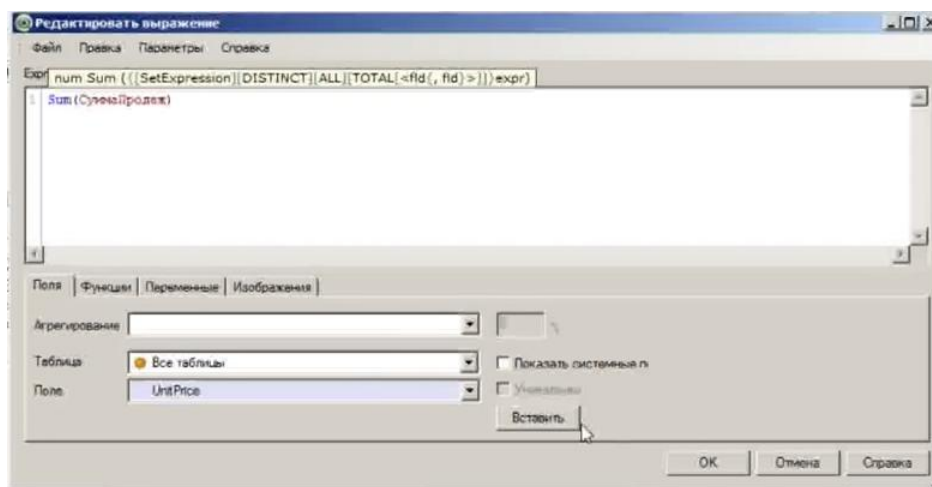 Редактировать выражение
Файл Правка Параметры Справка
num Sum ({[SetExpression][DISTINCT][ALL][TOTAL[<fld{, fld}>]]}expr)
1 Sum(СуммаПродаж)
Поля Функции Переменные Изображения
Агрегирование
Таблица Все таблицы Показать системные п
Поле UnitPrice
Вставить
OK Отмена Справка